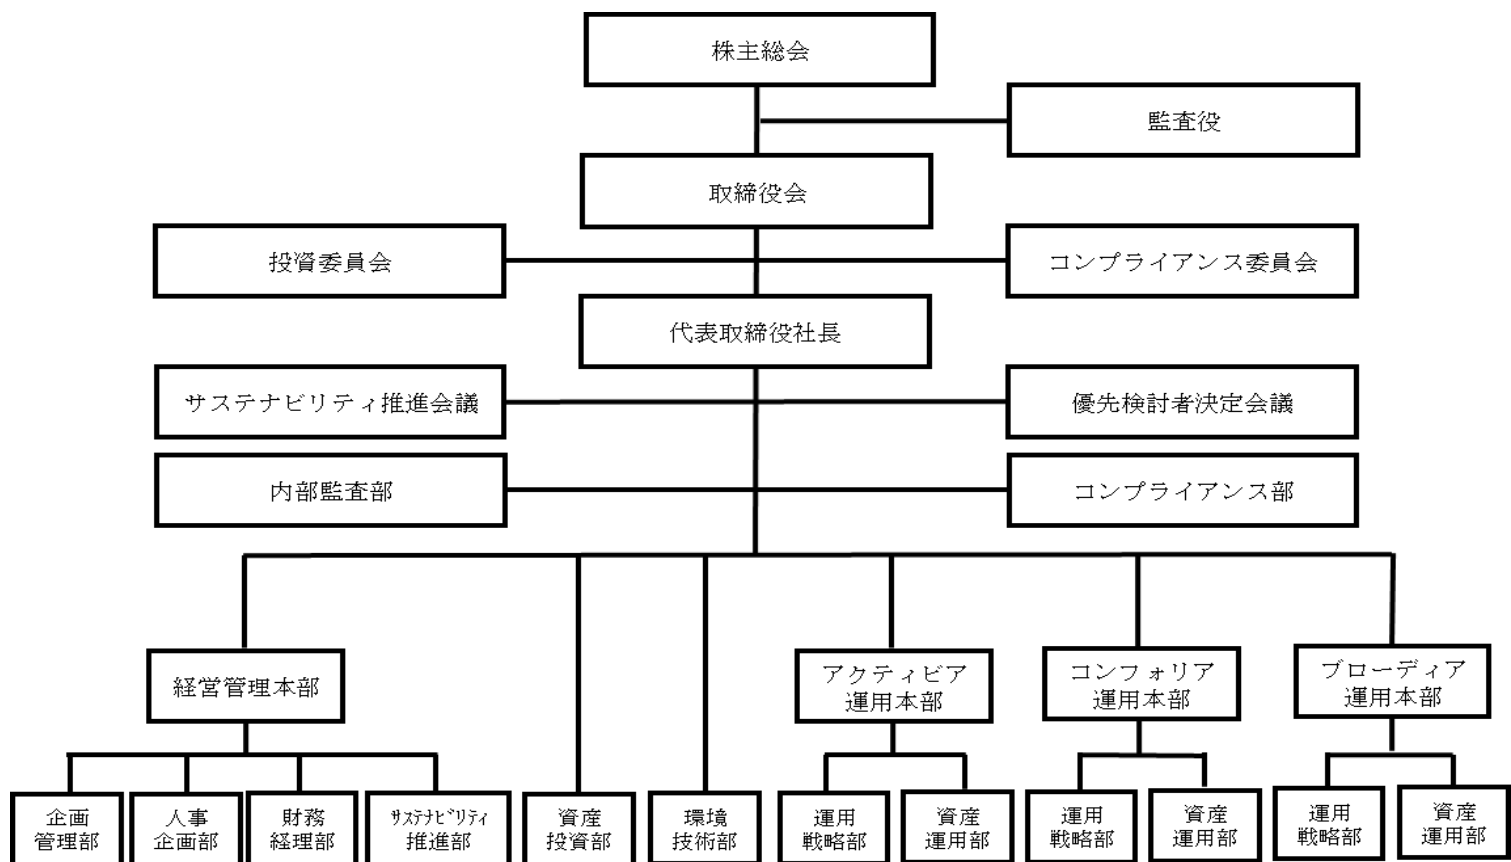 株主総会
監査役
取締役会
投資委員会
コンプライアンス委員会
代表取締役社長
サステナビリティ推進会議
優先検討者決定会議
内部監査部
コンプライアンス部
経営管理本部
アクティビア
運用本部
コンフォリア
運用本部
ブローディア
運用本部
企画
管理部
人事
企画部
財務
経理部
ｻｽﾃﾅﾋﾞﾘﾃｨ
推進部
資産
投資部
環境
技術部
運用
戦略部
資産
運用部
運用
戦略部
資産
運用部
運用
戦略部
資産
運用部